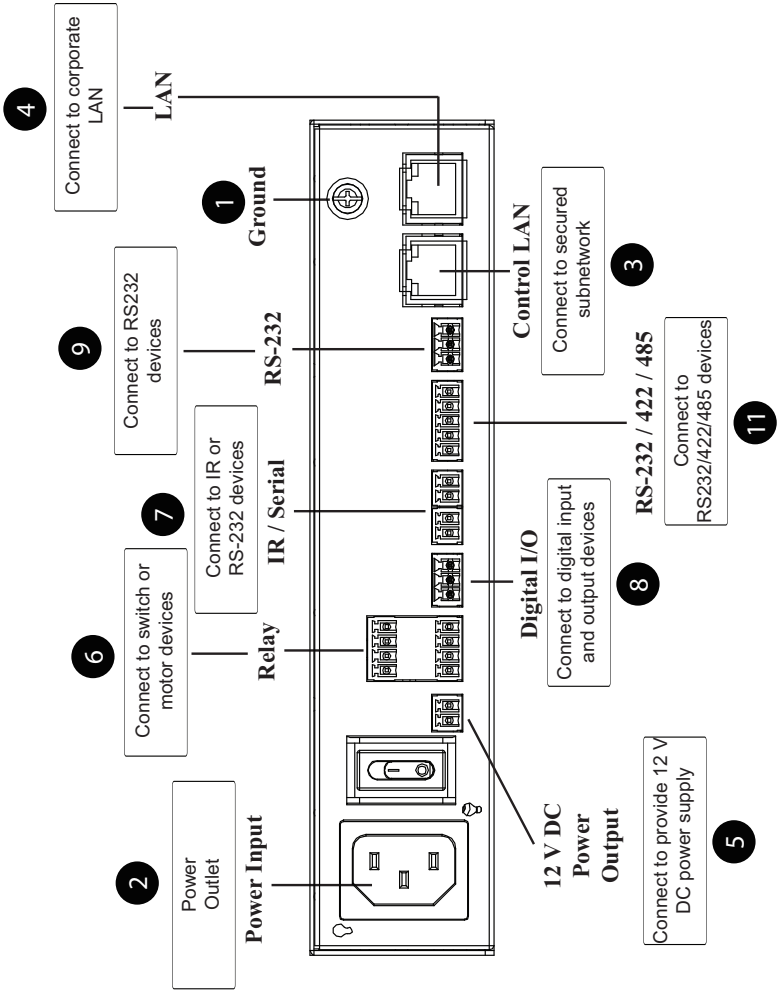 2
Power
Outlet
Power Input
6
Connect to switch or
motor devices
Relay
7
Connect to IR or
RS-232 devices
IR / Serial
9
Connect to RS232
devices
RS-232
1
Ground
4
Connect to corporate
LAN
LAN
12 V DC
Power
Output
Connect to provide 12 V
DC power supply
5
Digital I/O
Connect to digital input
and output devices
8
RS-232 / 422 / 485
Connect to
RS232/422/485 devices
11
Control LAN
Connect to secured
subnetwork
3